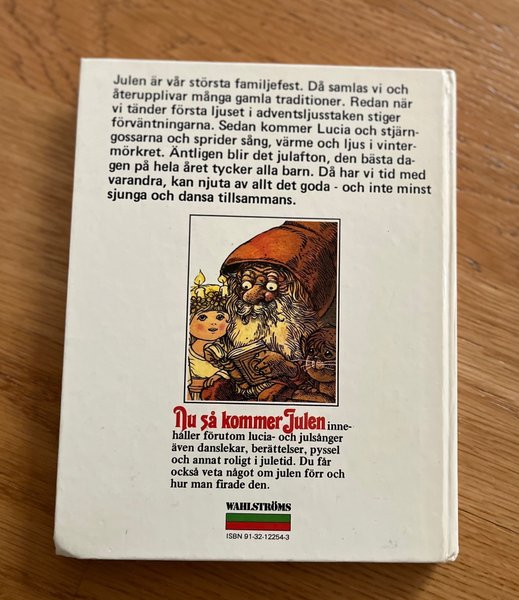 Julen är vår största familjefest. Då samlas vi och
återupplivar många gamla traditioner. Redan när
vi tänder första ljuset i adventsljusstaken stiger
förväntningarna. Sedan kommer Lucia och stjärn-
gossarna och sprider sång, värme och ljus i vinter-
mörkret. Äntligen blir det julafton, den bästa da-
gen på hela året tycker alla barn. Då har vi tid med
varandra, kan njuta av allt det goda - och inte minst
sjunga och dansa tillsammans.
Nu så kommer Julen inne-
håller förutom lucia- och julsånger
även danslekar, berättelser, pyssel
och annat roligt i juletid. Du får
också veta något om julen förr och
hur man firade den.
WAHLSTRÖMS
ISBN 91-32-12254-3